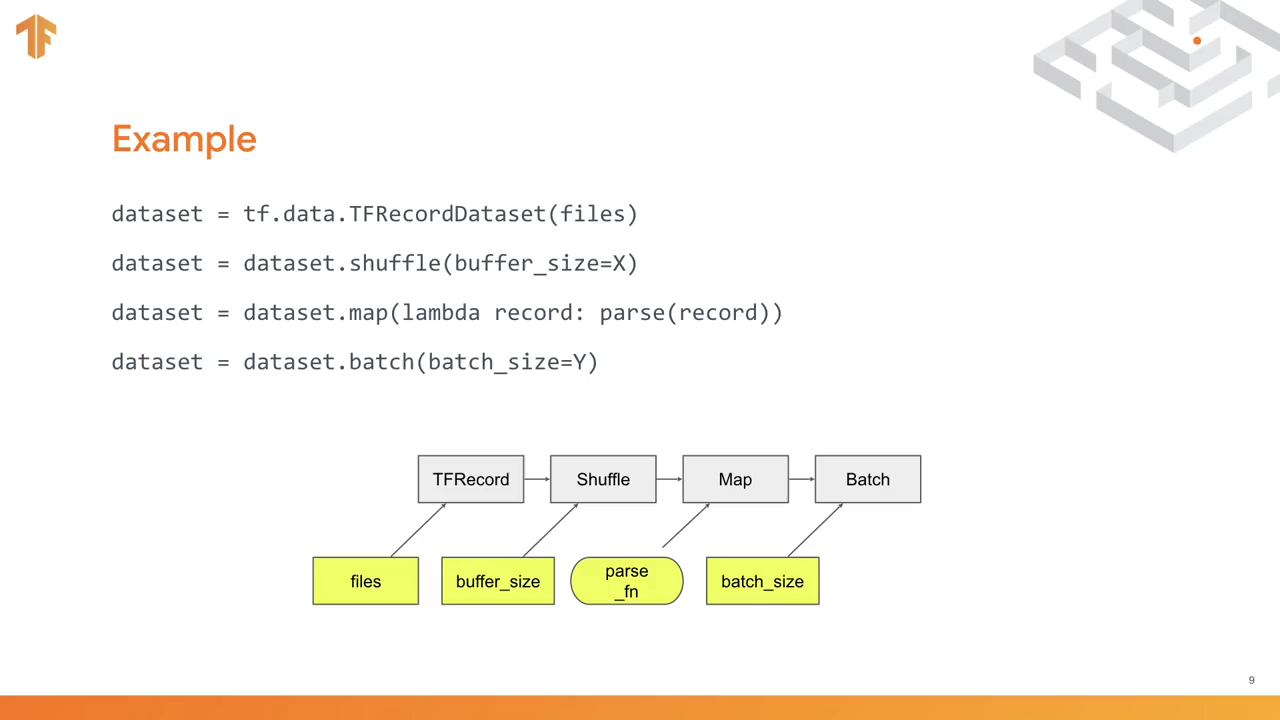 Example
dataset = tf.data.TFRecordDataset(files)
dataset = dataset.shuffle(buffer_size=X)
dataset = dataset.map(lambda record: parse(record))
dataset = dataset.batch(batch_size=Y)
TFRecord
Shuffle
Map
Batch
files
buffer_size
parse
_fn
batch_size
9